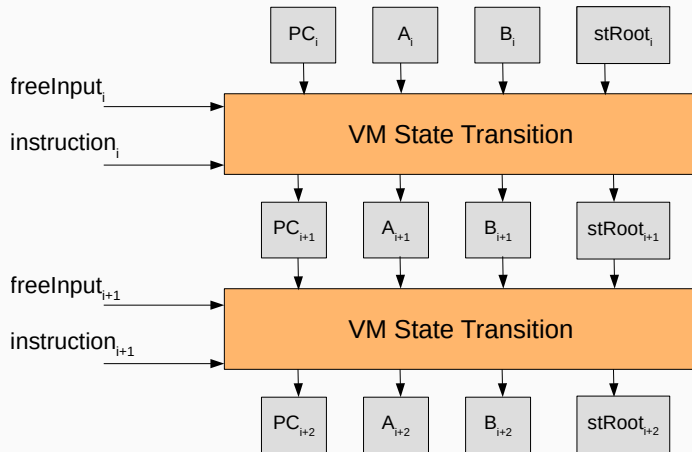 PCᵢ Aᵢ Bᵢ stRootᵢ
freeInputᵢ
VM State Transition
instructionᵢ
PCᵢ₊₁ Aᵢ₊₁ Bᵢ₊₁ stRootᵢ₊₁
freeInputᵢ₊₁
VM State Transition
instructionᵢ₊₁
PCᵢ₊₂ Aᵢ₊₂ Bᵢ₊₂ stRootᵢ₊₂